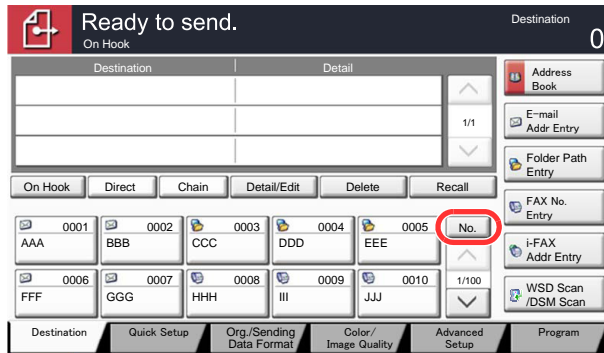 Ready to send.
On Hook
Destination
0
Destination Detail
1/1
Address
Book
E-mail
Addr Entry
Folder Path
Entry
FAX No.
Entry
i-FAX
Addr Entry
WSD Scan
/DSM Scan
On Hook Direct Chain Detail/Edit Delete Recall
0001 0002 0003 0004 0005 No.
AAA BBB CCC DDD EEE
0006 0007 0008 0009 0010 1/100
FFF GGG HHH III JJJ
Destination Quick Setup Org./Sending Color/ Advanced Program
Data Format Image Quality Setup